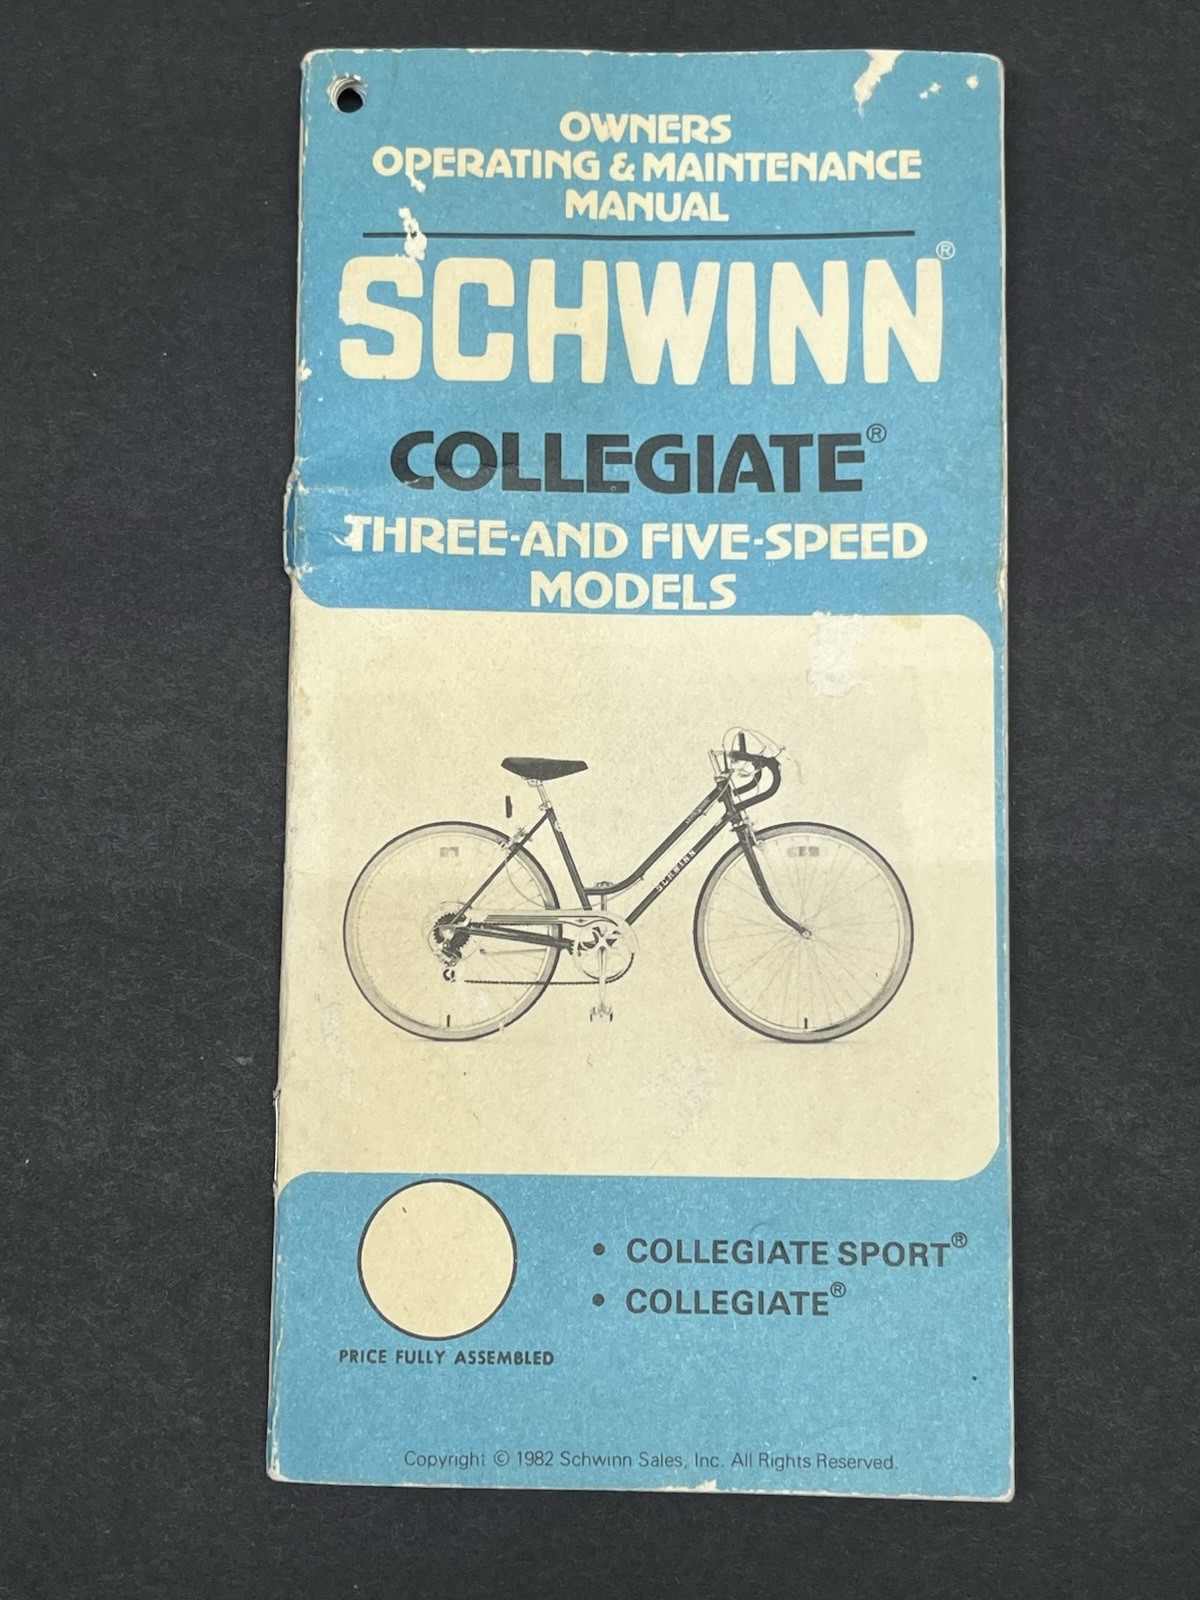 OWNERS
OPERATING & MAINTENANCE
MANUAL
SCHWINN®
COLLEGIATE®
THREE-AND FIVE-SPEED
MODELS
SCHWINN
• COLLEGIATE SPORT®
• COLLEGIATE®
PRICE FULLY ASSEMBLED
Copyright © 1982 Schwinn Sales, Inc. All Rights Reserved.